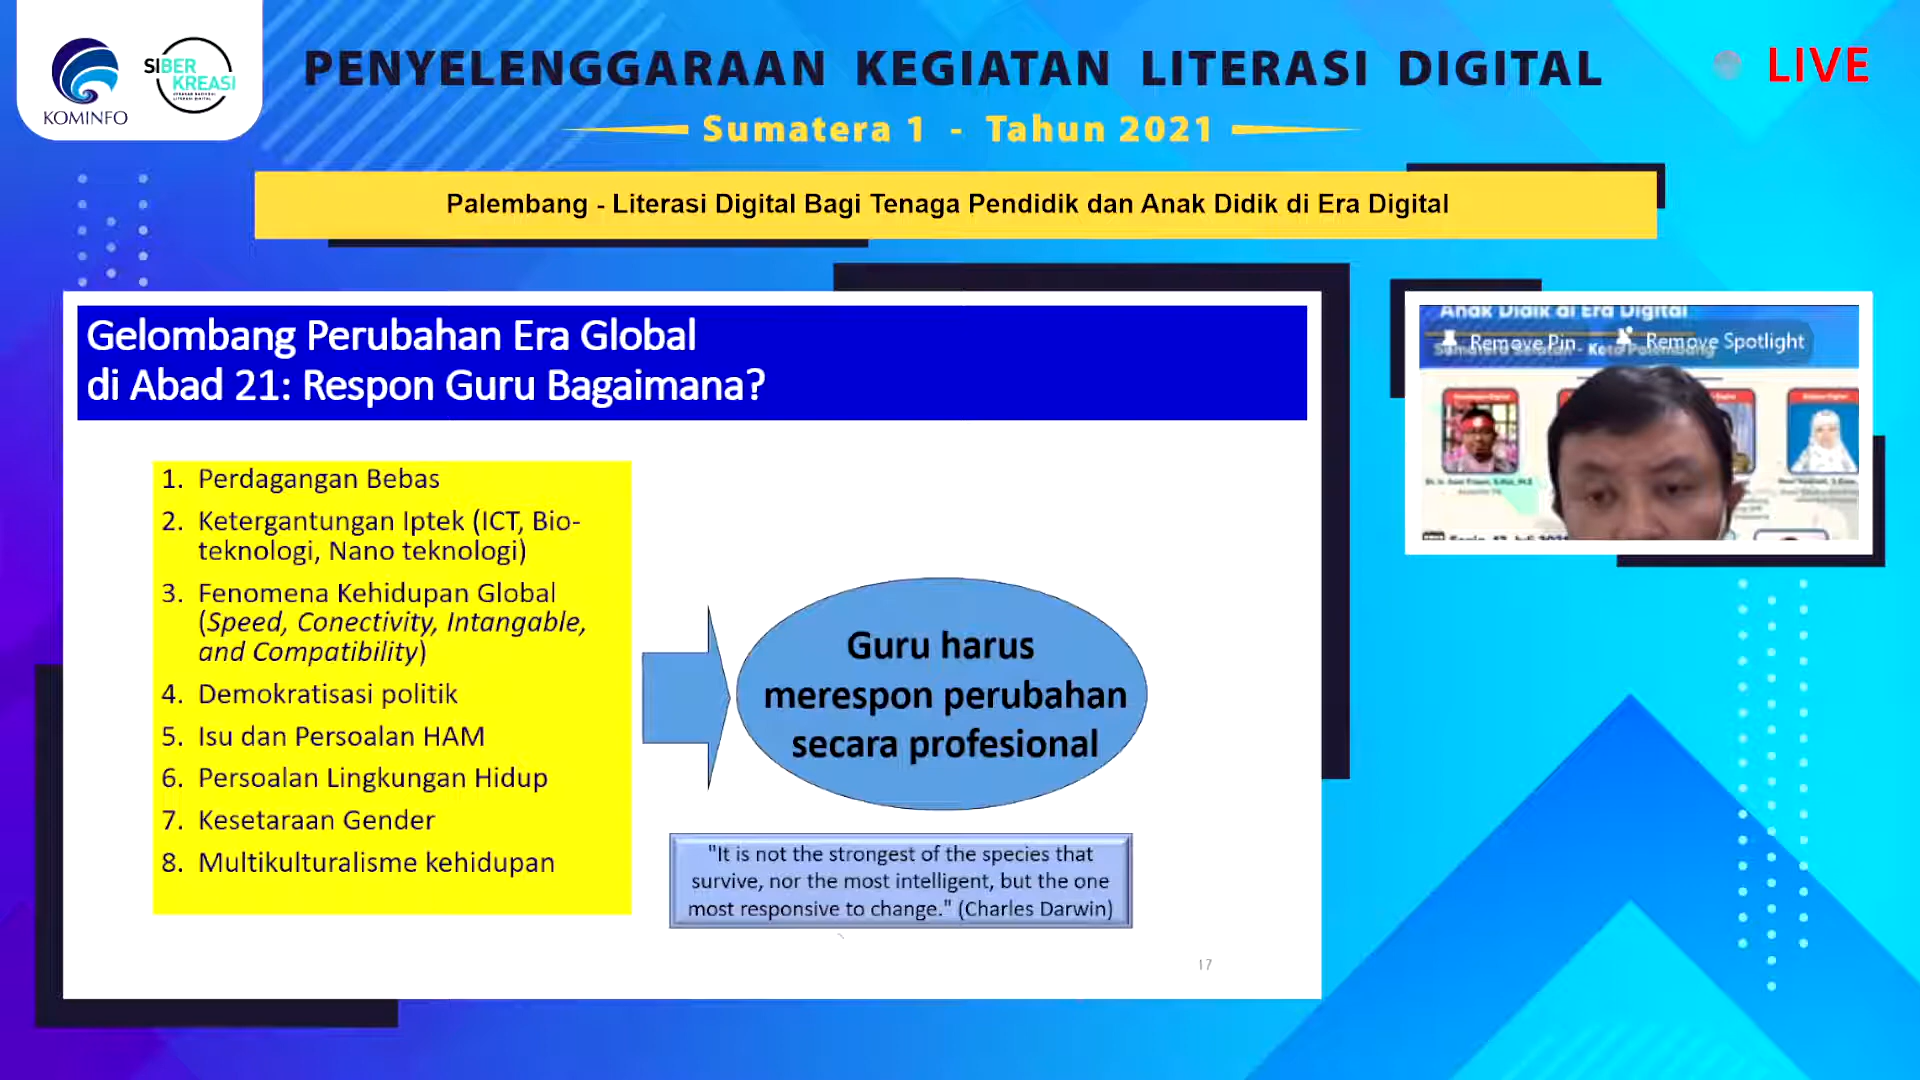 KOMINFO
SIBER
KREASI
PENYELENGGARAAN KEGIATAN LITERASI DIGITAL
LIVE
Sumatera 1 - Tahun 2021
Palembang - Literasi Digital Bagi Tenaga Pendidik dan Anak Didik di Era Digital
Gelombang Perubahan Era Global
di Abad 21: Respon Guru Bagaimana?
1. Perdagangan Bebas
2. Ketergantungan Iptek (ICT, Bio-
teknologi, Nano teknologi)
3. Fenomena Kehidupan Global
(Speed, Conectivity, Intangable,
and Compatibility)
4. Demokratisasi politik
5. Isu dan Persoalan HAM
6. Persoalan Lingkungan Hidup
7. Kesetaraan Gender
8. Multikulturalisme kehidupan
Guru harus
merespon perubahan
secara profesional
"It is not the strongest of the species that
survive, nor the most intelligent, but the one
most responsive to change." (Charles Darwin)
17
Anak Didik di Era Digital
Remove Pin
Remove Spotlight